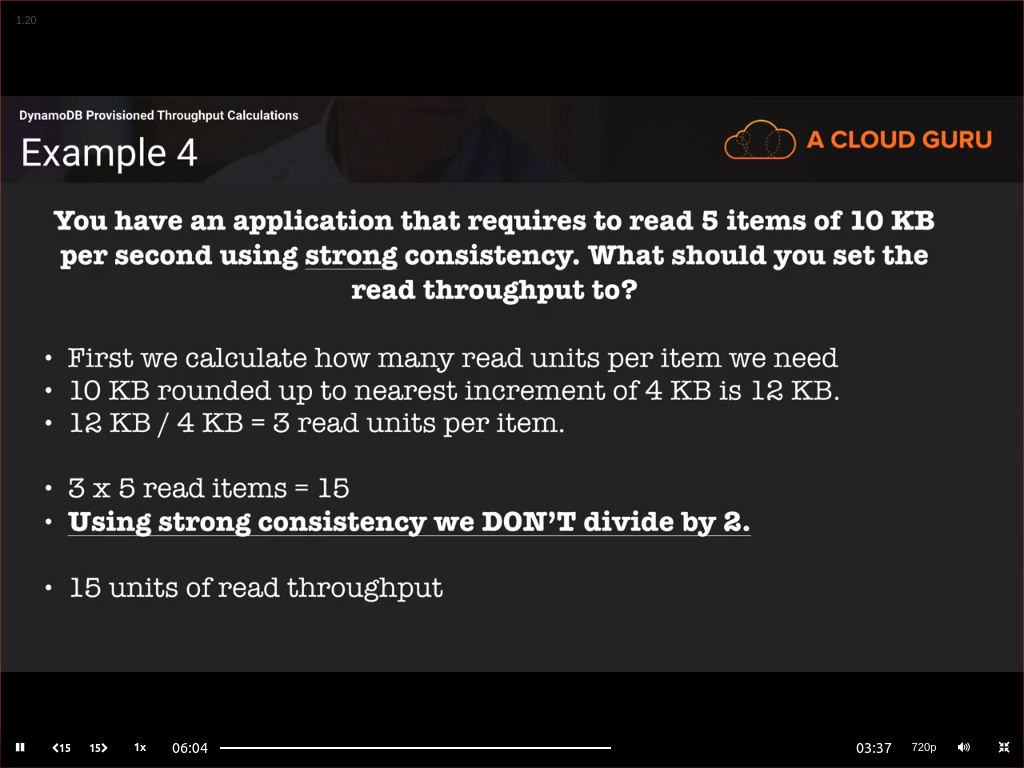 1.20
DynamoDB Provisioned Throughput Calculations
Example 4
A CLOUD GURU
You have an application that requires to read 5 items of 10 KB
per second using strong consistency. What should you set the
read throughput to?
• First we calculate how many read units per item we need
• 10 KB rounded up to nearest increment of 4 KB is 12 KB.
• 12 KB / 4 KB = 3 read units per item.
• 3 x 5 read items = 15
• Using strong consistency we DON'T divide by 2.
• 15 units of read throughput
15 15 1x 06:04 03:37 720p